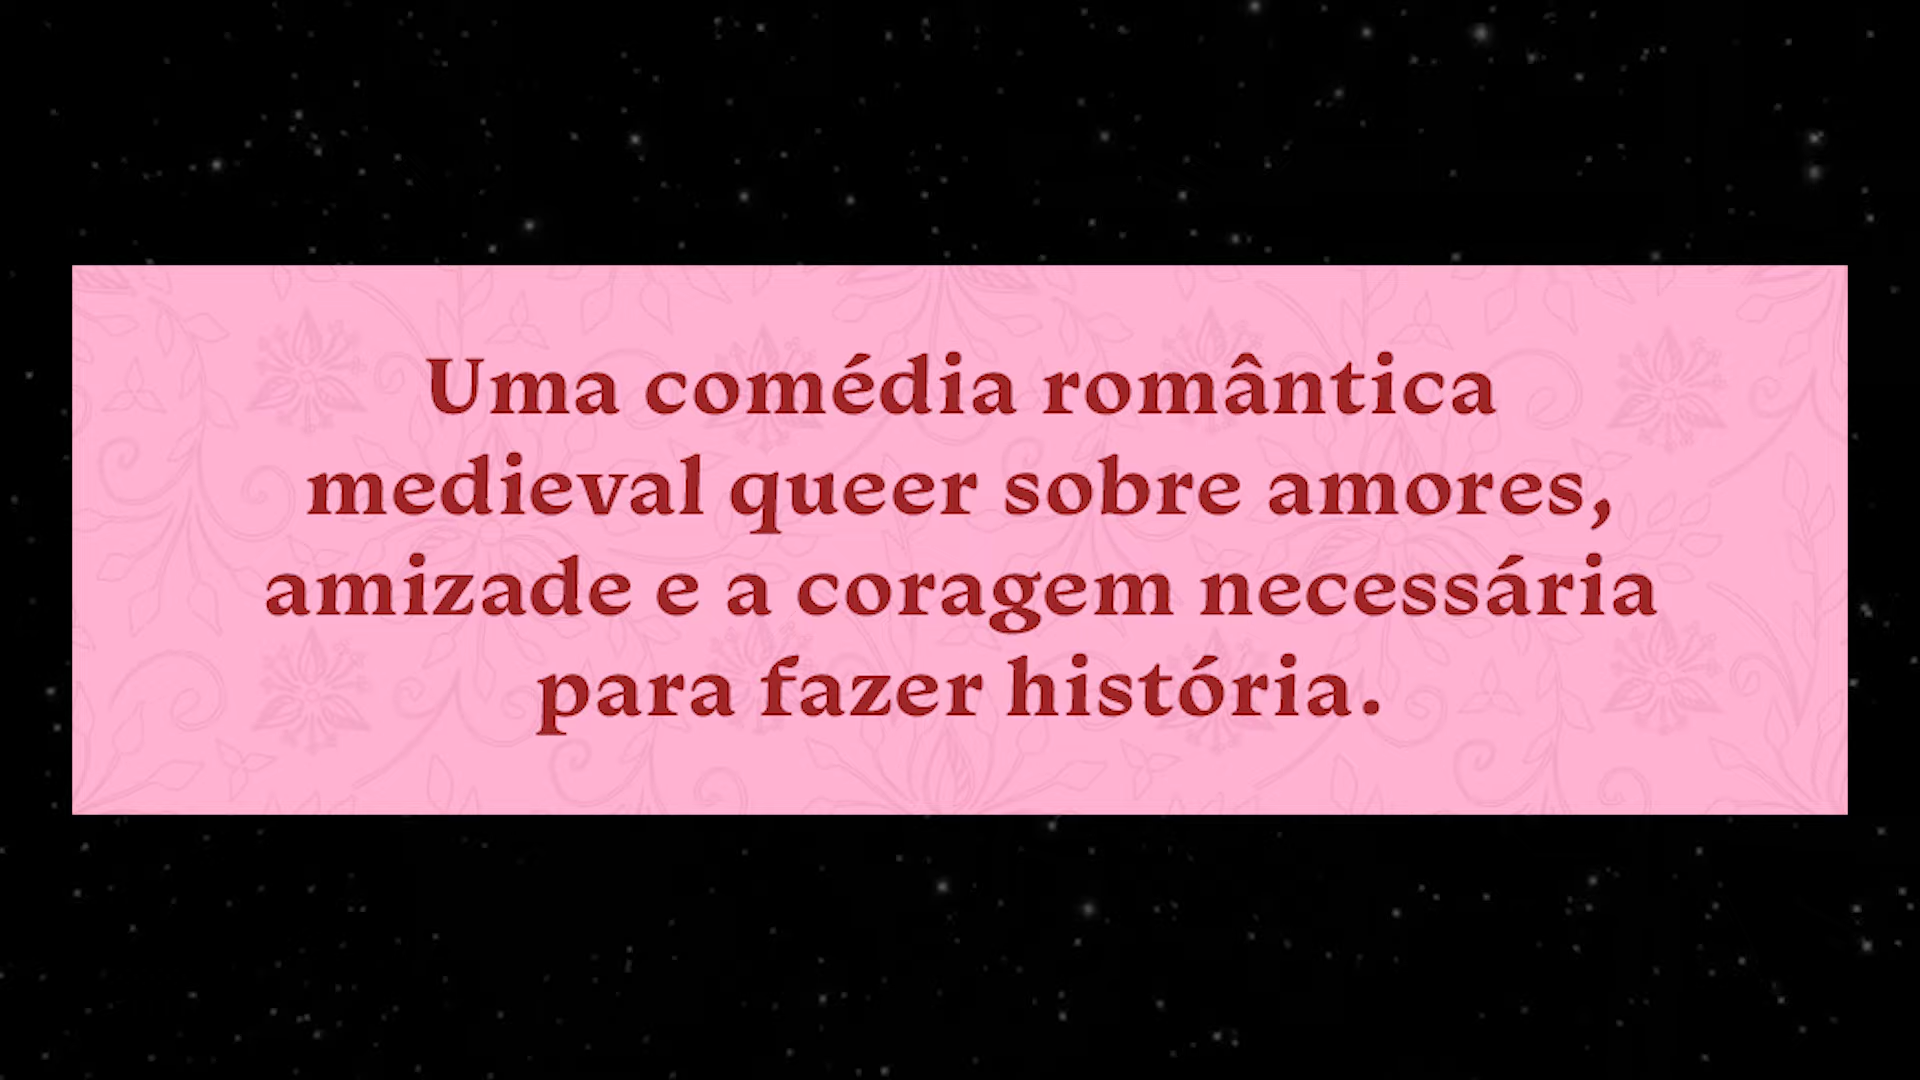 Uma comédia romântica
medieval queer sobre amores,
amizade e a coragem necessária
para fazer história.